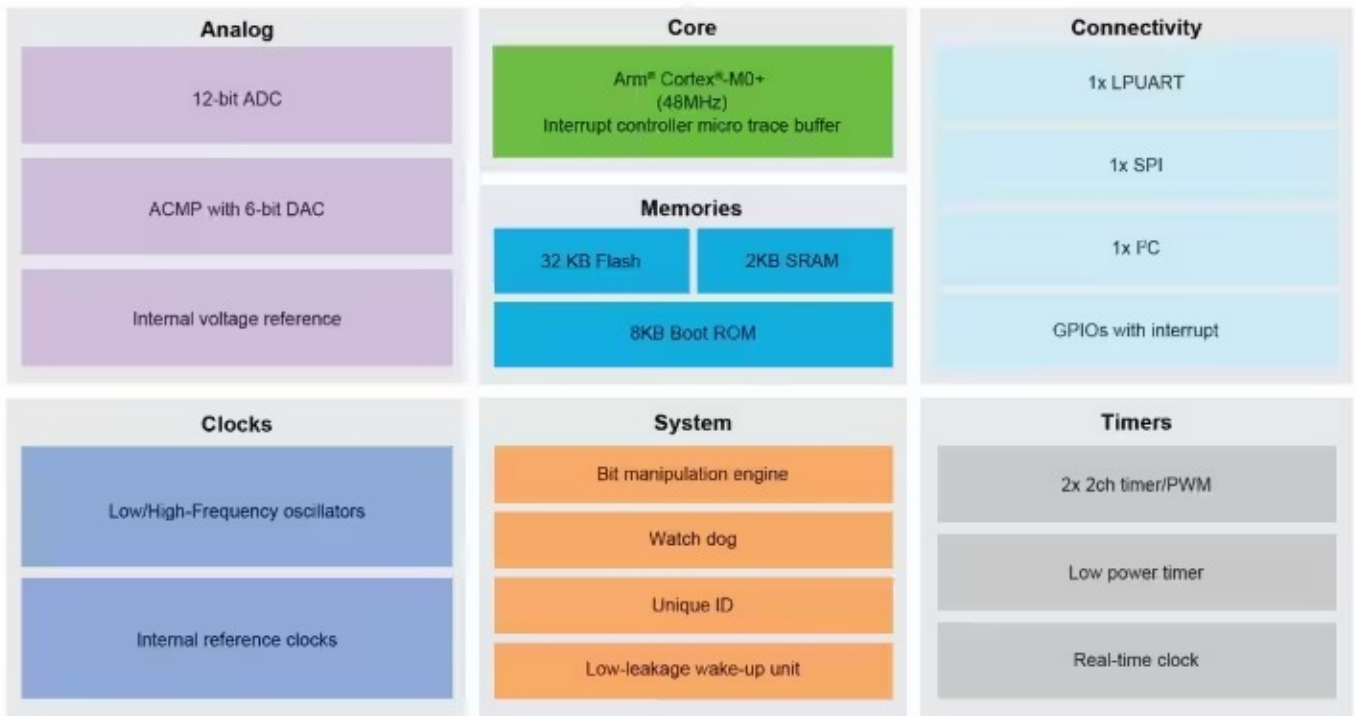 Analog
12-bit ADC
ACMP with 6-bit DAC
Internal voltage reference
Core
Arm® Cortex®-M0+
(48MHz)
Interrupt controller micro trace buffer
Memories
32 KB Flash
2KB SRAM
8KB Boot ROM
Connectivity
1x LPUART
1x SPI
1x I²C
GPIOs with interrupt
Clocks
Low/High-Frequency oscillators
Internal reference clocks
System
Bit manipulation engine
Watch dog
Unique ID
Low-leakage wake-up unit
Timers
2x 2ch timer/PWM
Low power timer
Real-time clock